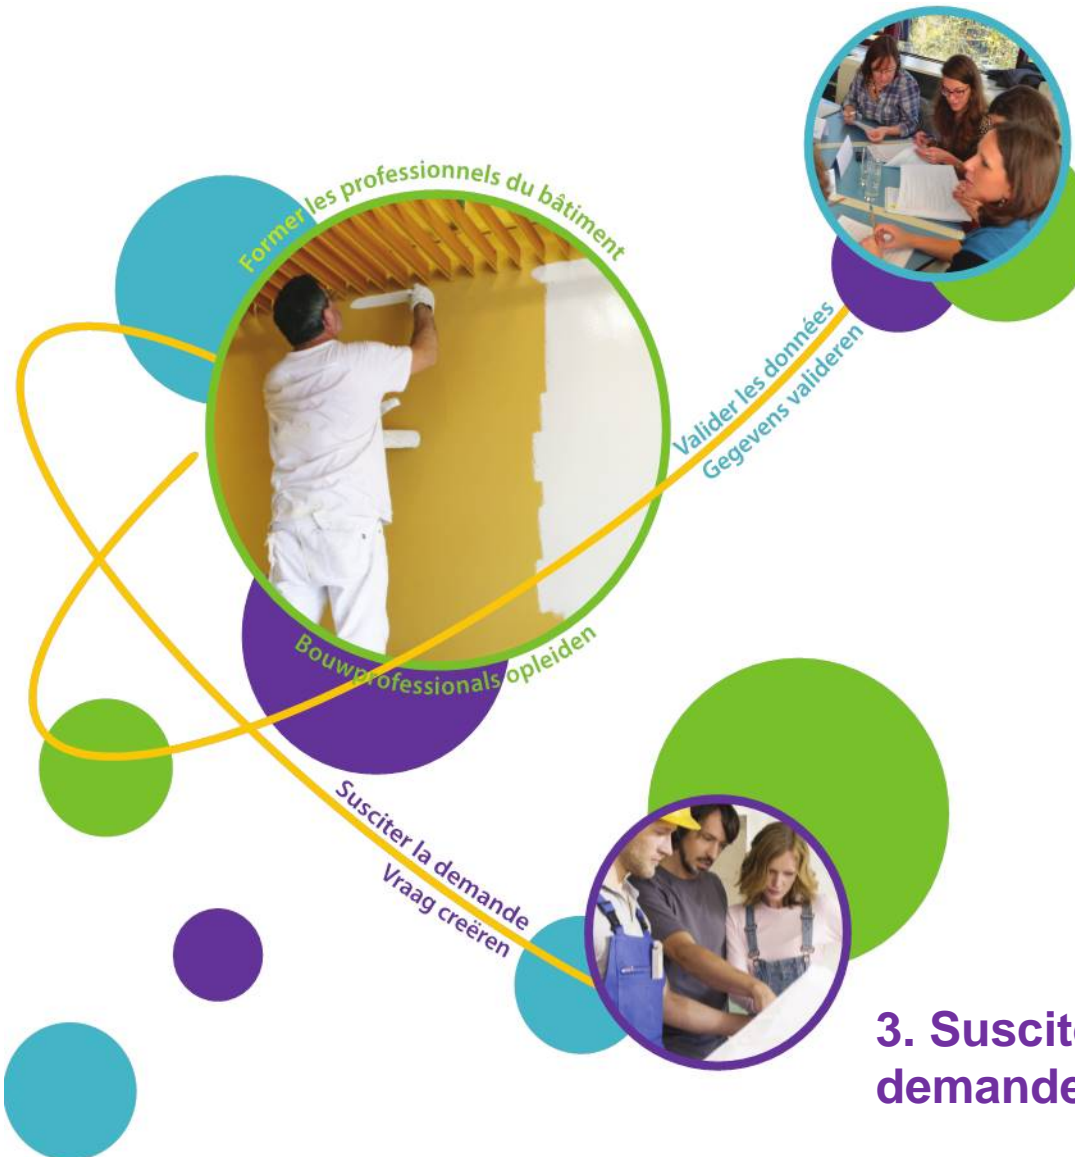 Former les professionnels du bâtiment
Valider les données
Gegevens valideren
Bouwprofessionals opleiden
Susciter la demande
Vraag creëren
3. Suscite
demande